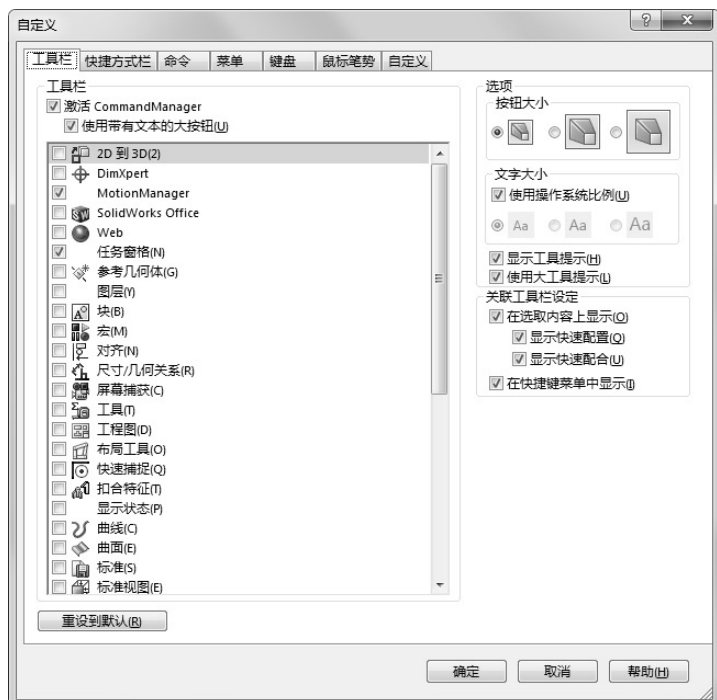 自定义
工具栏 快捷方式栏 命令 菜单 键盘 鼠标笔势 自定义
工具栏
激活 CommandManager
使用带有文本的大按钮(U)
2D 到 3D(2)
DimXpert
MotionManager
SolidWorks Office
Web
任务窗格(N)
参考几何体(G)
图层(Y)
块(B)
宏(M)
对齐(N)
尺寸/几何关系(R)
屏幕捕获(C)
工具(T)
工程图(D)
布局工具(O)
快速捕捉(Q)
扣合特征(T)
显示状态(P)
曲线(C)
曲面(E)
标准(S)
标准视图(E)
重设到默认(R)
选项
按钮大小
文字大小
使用操作系统比例(U)
Aa Aa Aa
显示工具提示(H)
使用大工具提示(L)
关联工具栏设定
在选取内容上显示(O)
显示快速配置(Q)
显示快速配合(U)
在快捷键菜单中显示(I)
确定 取消 帮助(H)